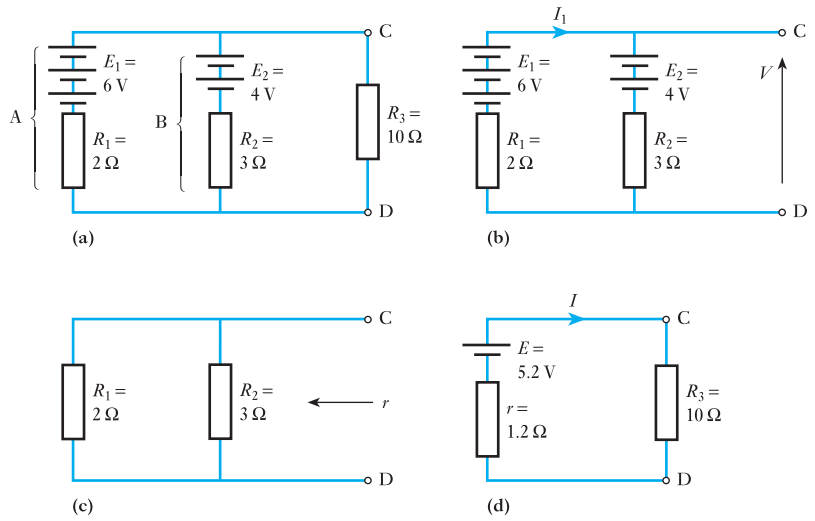 C
A
E₁ =
6 V
R₁ =
2 Ω
B
E₂ =
4 V
R₂ =
3 Ω
R₃ =
10 Ω
D
(a)
I₁
C
E₁ =
6 V
R₁ =
2 Ω
E₂ =
4 V
R₂ =
3 Ω
V
D
(b)
C
R₁ =
2 Ω
R₂ =
3 Ω
r
D
(c)
I
C
E =
5.2 V
r =
1.2 Ω
R₃ =
10 Ω
D
(d)